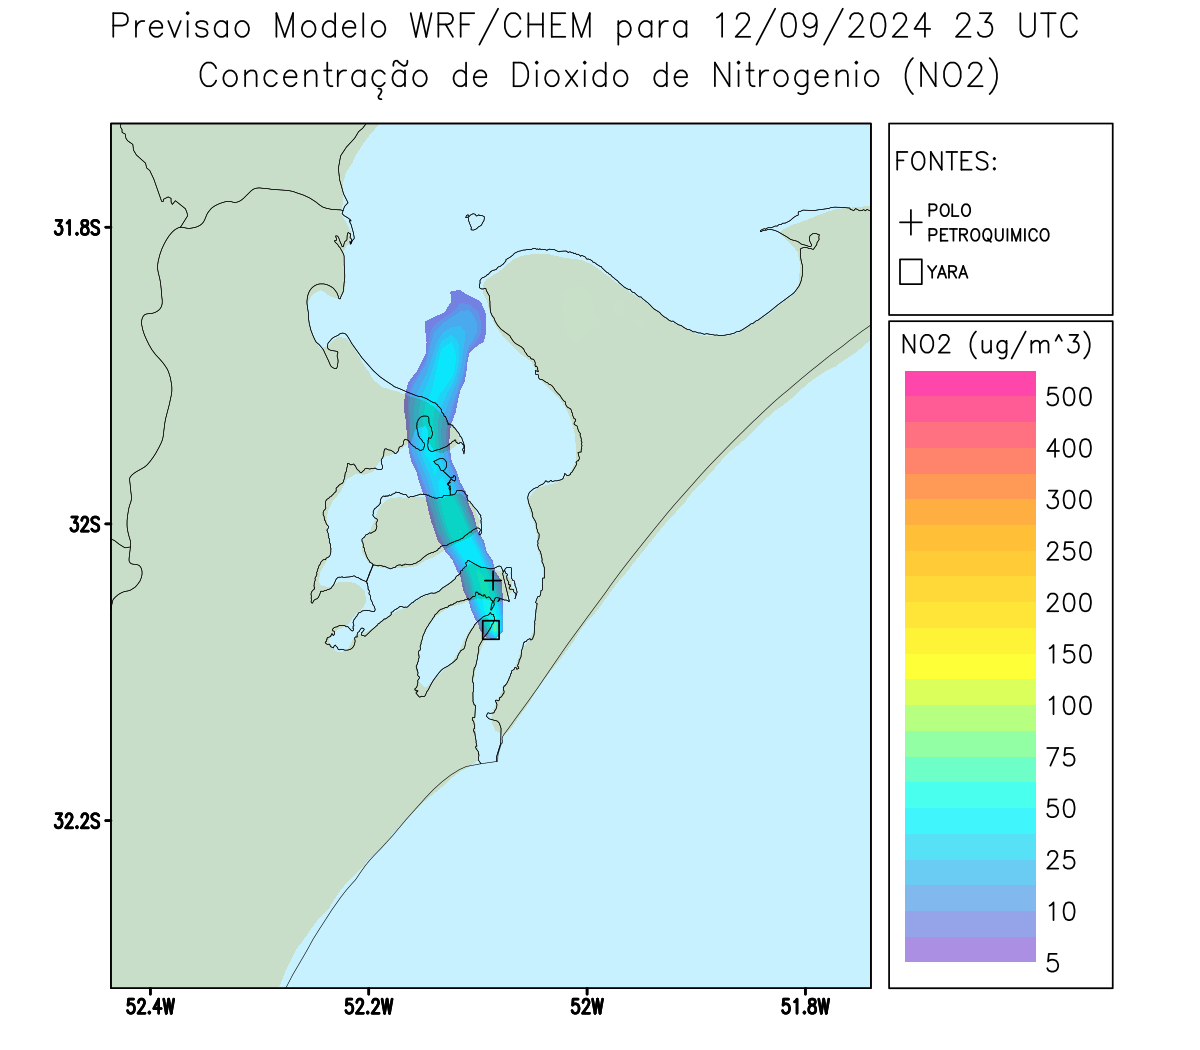 Previsao Modelo WRF/CHEM para 12/09/2024 23 UTC
Concentração de Dioxido de Nitrogenio (NO2)
31.8S
32S
32.2S
52.4W
52.2W
52W
51.8W
FONTES:
POLO
PETROQUIMICO
YARA
NO2 (ug/m^3)
500
400
300
250
200
150
100
75
50
25
10
5